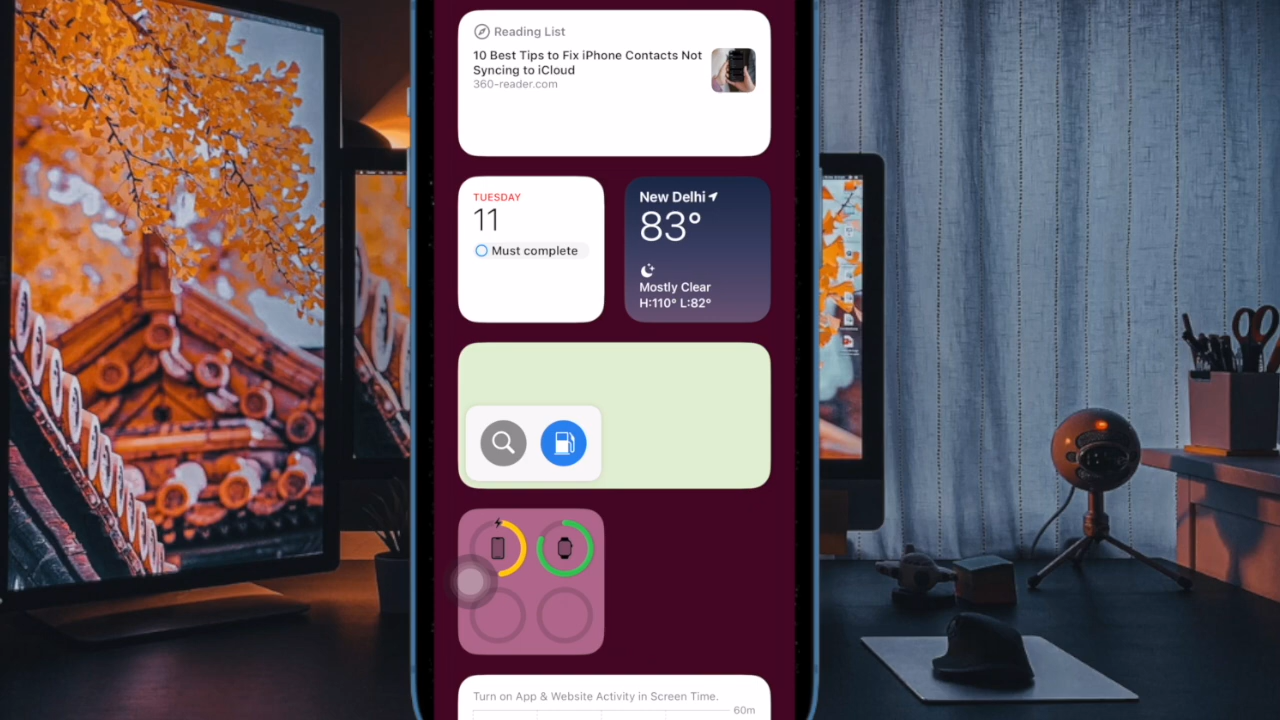 Reading List
10 Best Tips to Fix iPhone Contacts Not
Syncing to iCloud
360-reader.com
TUESDAY
11
Must complete
New Delhi
83°
Mostly Clear
H:110° L:82°
Turn on App & Website Activity in Screen Time.
60m